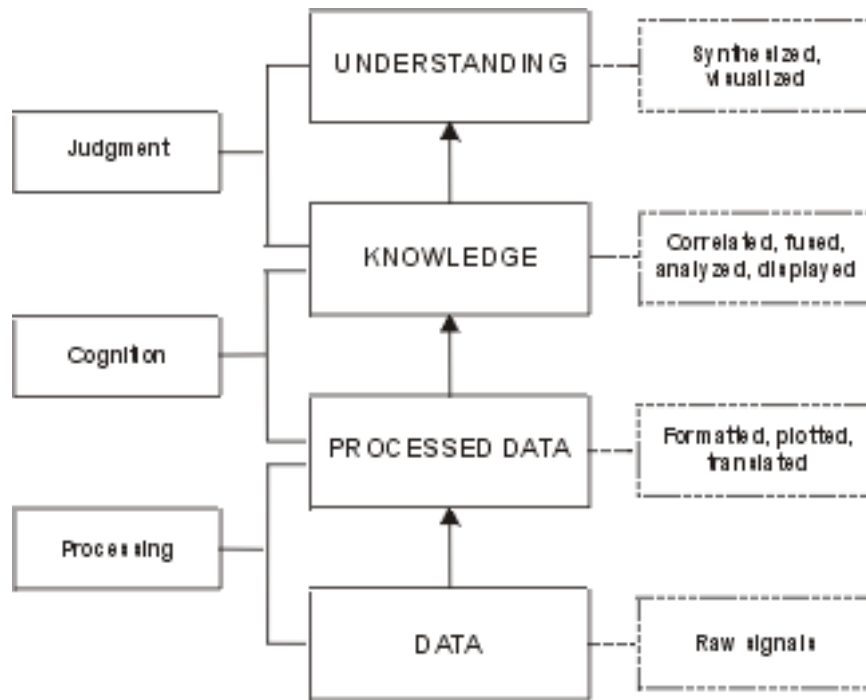 UNDERSTANDING
Synthesized,
visualized
Judgment
KNOWLEDGE
Correlated, fused,
analyzed, displayed
Cognition
PROCESSED DATA
Formatted, plotted,
translated
Processing
DATA
Raw signals